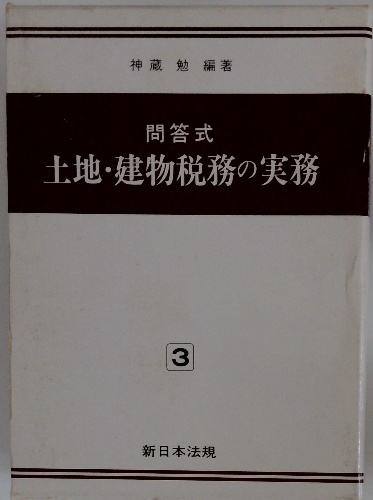 神蔵 勉 編著
問答式
土地・建物税務の実務
3
新日本法規